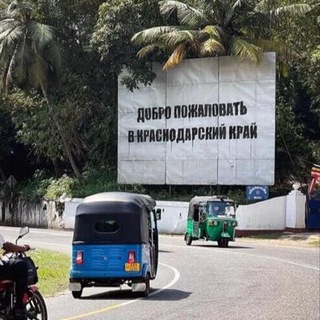 ДОБРО ПОЖАЛОВАТЬ
В КРАСНОДАРСКИЙ КРАЙ